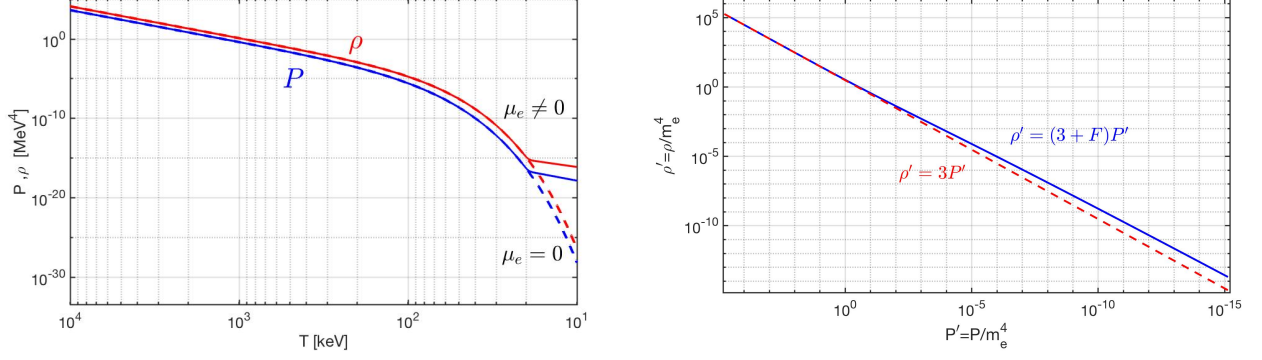 10^0
10^{-10}
10^{-20}
10^{-30}
P ,ρ [MeV^4]
ρ
P
μ_e ≠ 0
μ_e = 0
10^4
10^3
10^2
10^1
T [keV]
10^5
10^0
10^{-5}
10^{-10}
ρ'=ρ/m_e^4
ρ' = (3 + F)P'
ρ' = 3P'
10^0
10^{-5}
10^{-10}
10^{-15}
P'=P/m_e^4